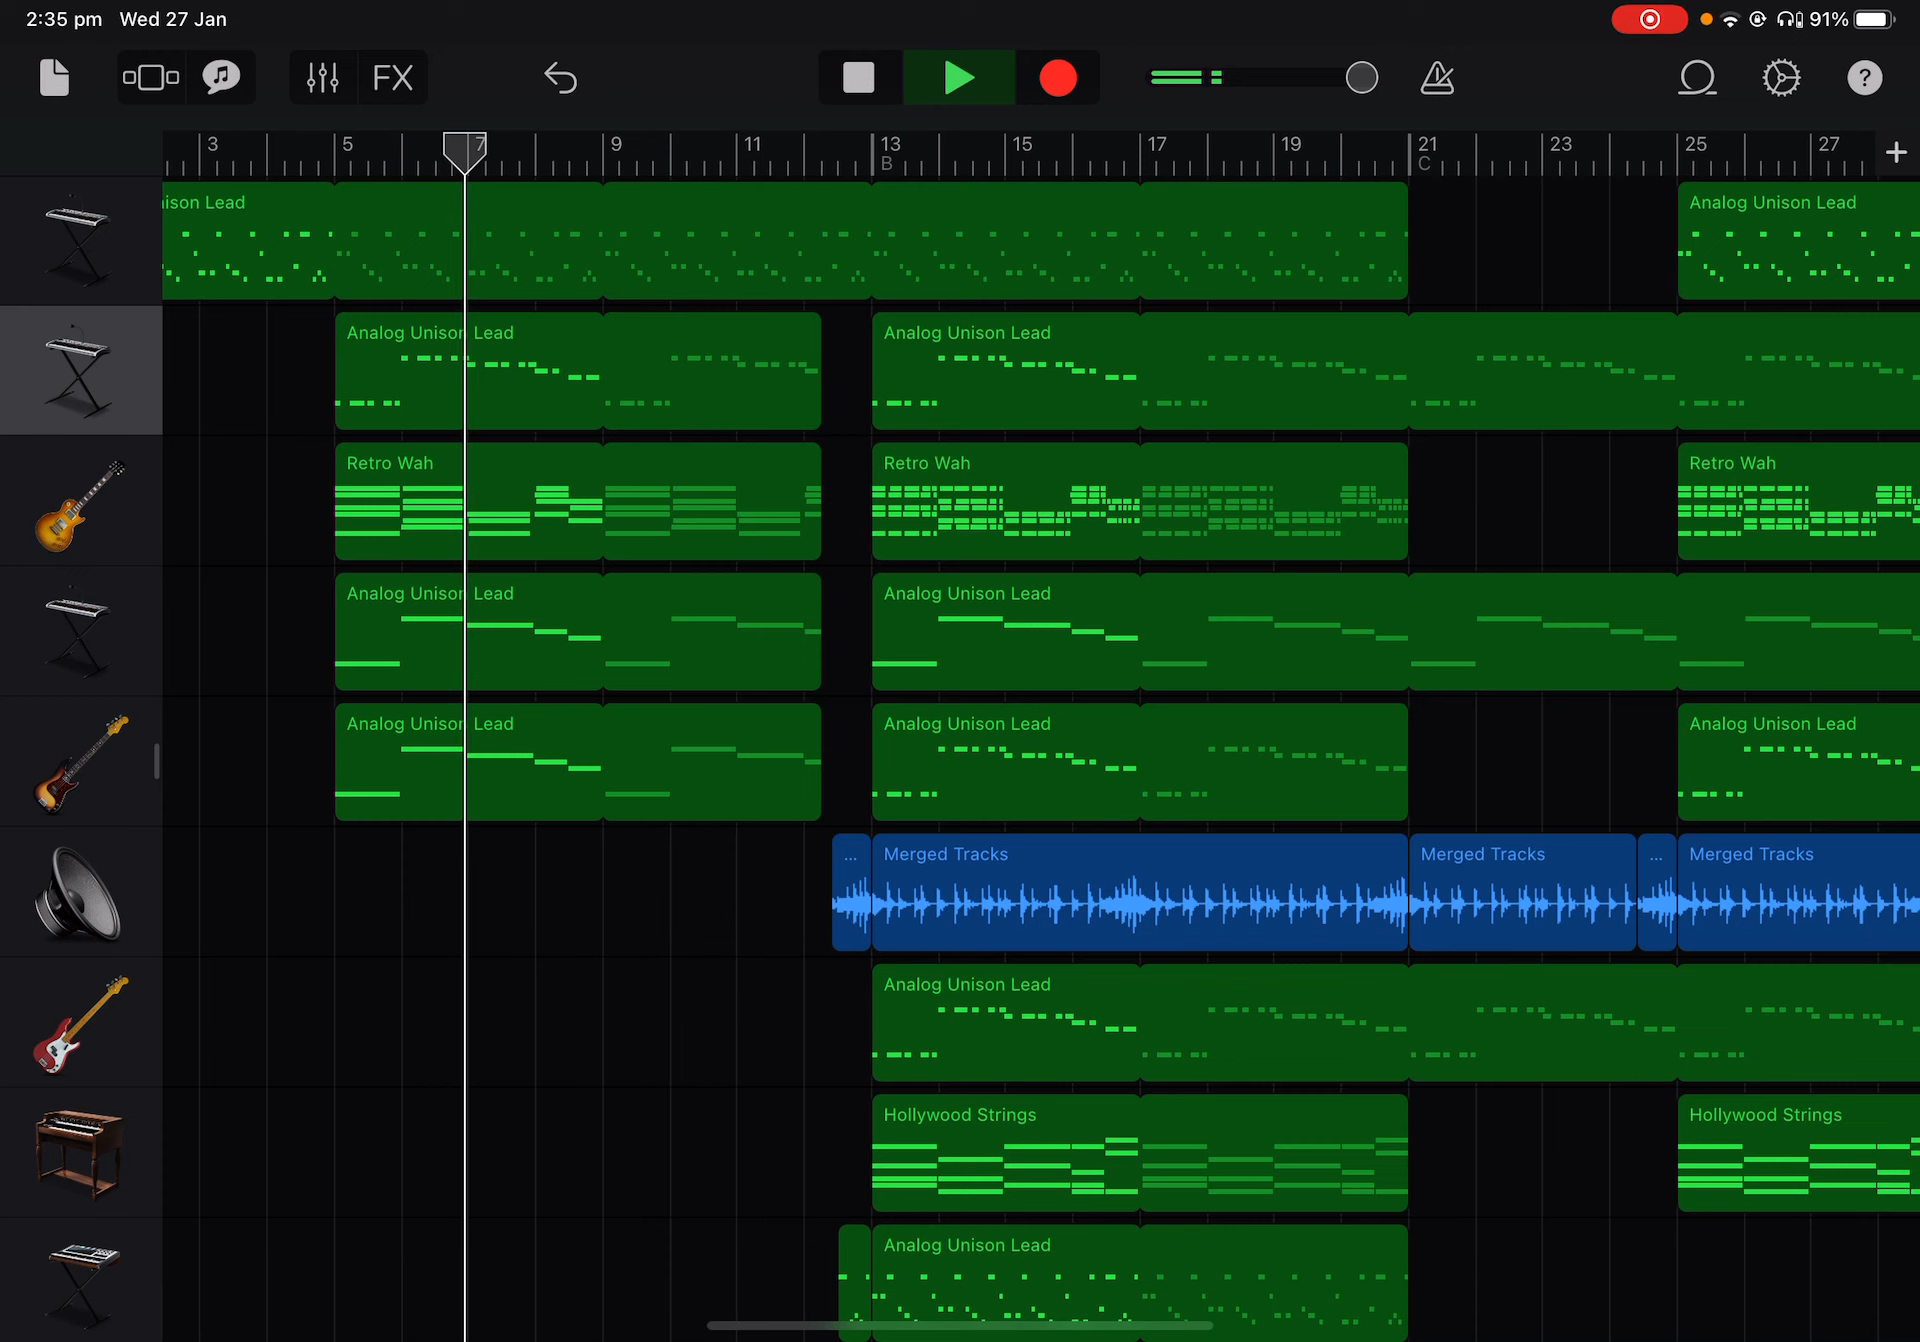 2:35 pm Wed 27 Jan 91%
FX ?
3 5 7 9 11 13 15 17 19 21 23 25 27 +
B C
ison Lead Analog Unison Lead
Analog Unison Lead Analog Unison Lead
Retro Wah Retro Wah Retro Wah
Analog Unison Lead Analog Unison Lead
Analog Unison Lead Analog Unison Lead Analog Unison Lead
... Merged Tracks Merged Tracks ... Merged Tracks
Analog Unison Lead
Hollywood Strings Hollywood Strings
Analog Unison Lead